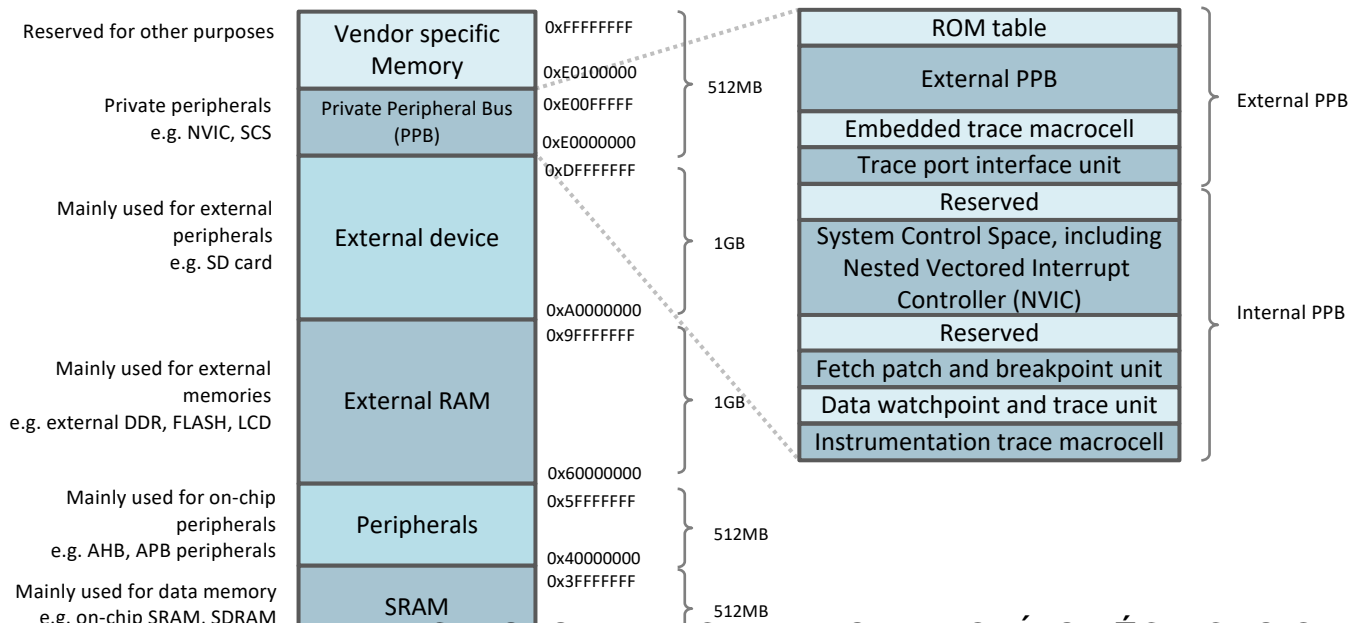 Reserved for other purposes
Vendor specific
Memory
0xFFFFFFFF
0xE0100000
Private peripherals
e.g. NVIC, SCS
Private Peripheral Bus
(PPB)
0xE00FFFFF
0xE0000000
512MB
Mainly used for external
peripherals
e.g. SD card
External device
0xDFFFFFFF
0xA0000000
1GB
Mainly used for external
memories
e.g. external DDR, FLASH, LCD
External RAM
0x9FFFFFFF
0x60000000
1GB
Mainly used for on-chip
peripherals
e.g. AHB, APB peripherals
Peripherals
0x5FFFFFFF
0x40000000
512MB
Mainly used for data memory
e.g. on-chip SRAM, SDRAM
SRAM
0x3FFFFFFF
512MB
ROM table
External PPB
Embedded trace macrocell
Trace port interface unit
External PPB
Reserved
System Control Space, including
Nested Vectored Interrupt
Controller (NVIC)
Reserved
Fetch patch and breakpoint unit
Data watchpoint and trace unit
Instrumentation trace macrocell
Internal PPB